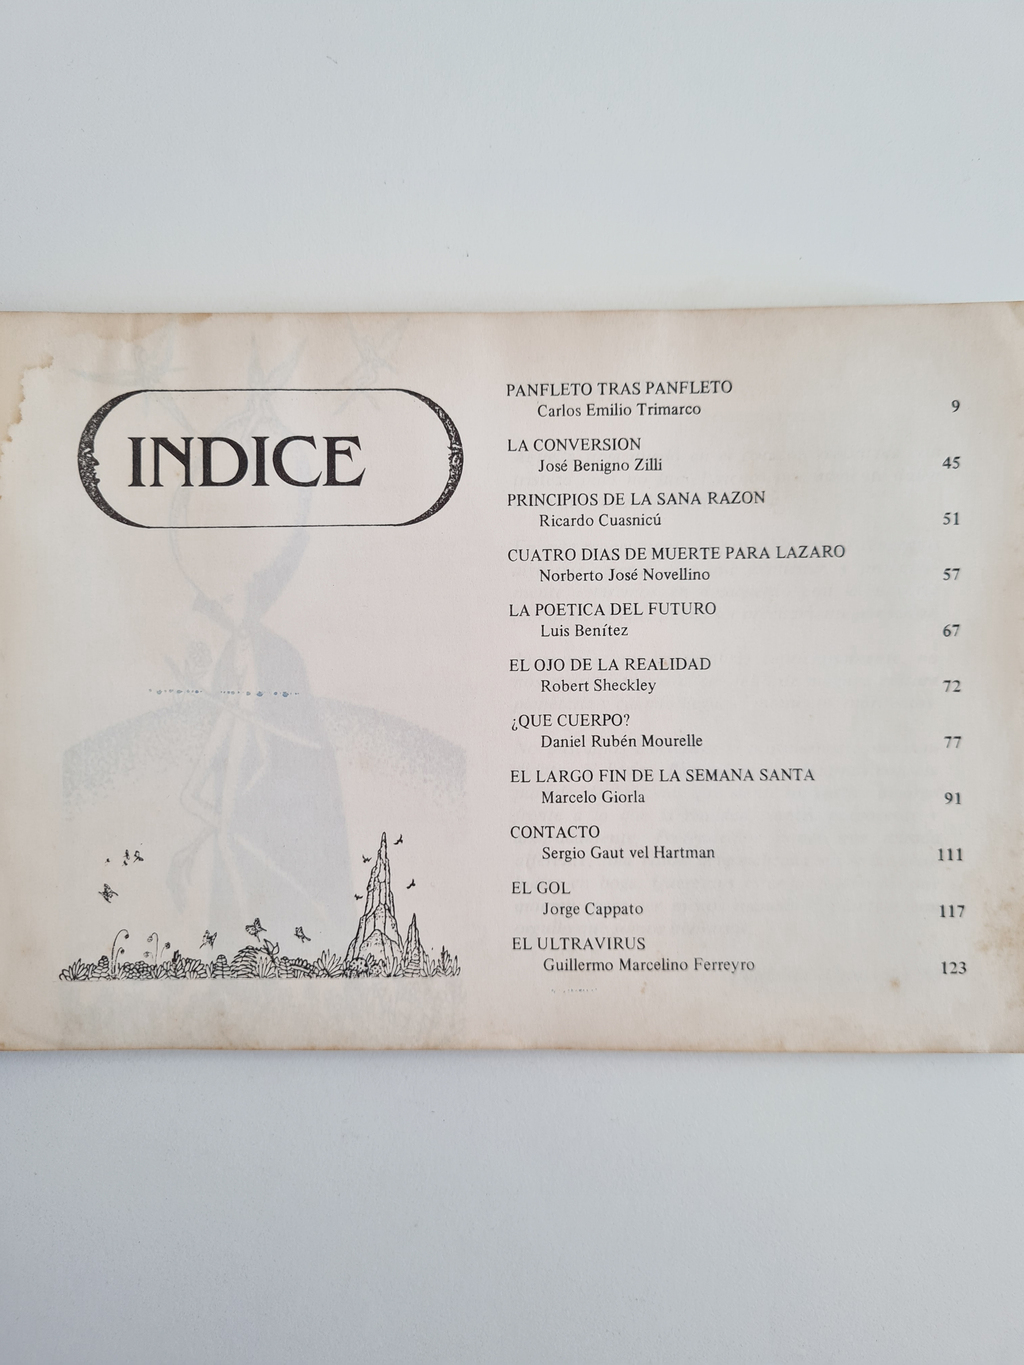 INDICE
PANFLETO TRAS PANFLETO
Carlos Emilio Trimarco 9
LA CONVERSION
José Benigno Zilli 45
PRINCIPIOS DE LA SANA RAZON
Ricardo Cuasnicú 51
CUATRO DIAS DE MUERTE PARA LAZARO
Norberto José Novellino 57
LA POETICA DEL FUTURO
Luis Benítez 67
EL OJO DE LA REALIDAD
Robert Sheckley 72
¿QUE CUERPO?
Daniel Rubén Mourelle 77
EL LARGO FIN DE LA SEMANA SANTA
Marcelo Giorla 91
CONTACTO
Sergio Gaut vel Hartman 111
EL GOL
Jorge Cappato 117
EL ULTRAVIRUS
Guillermo Marcelino Ferreyro 123